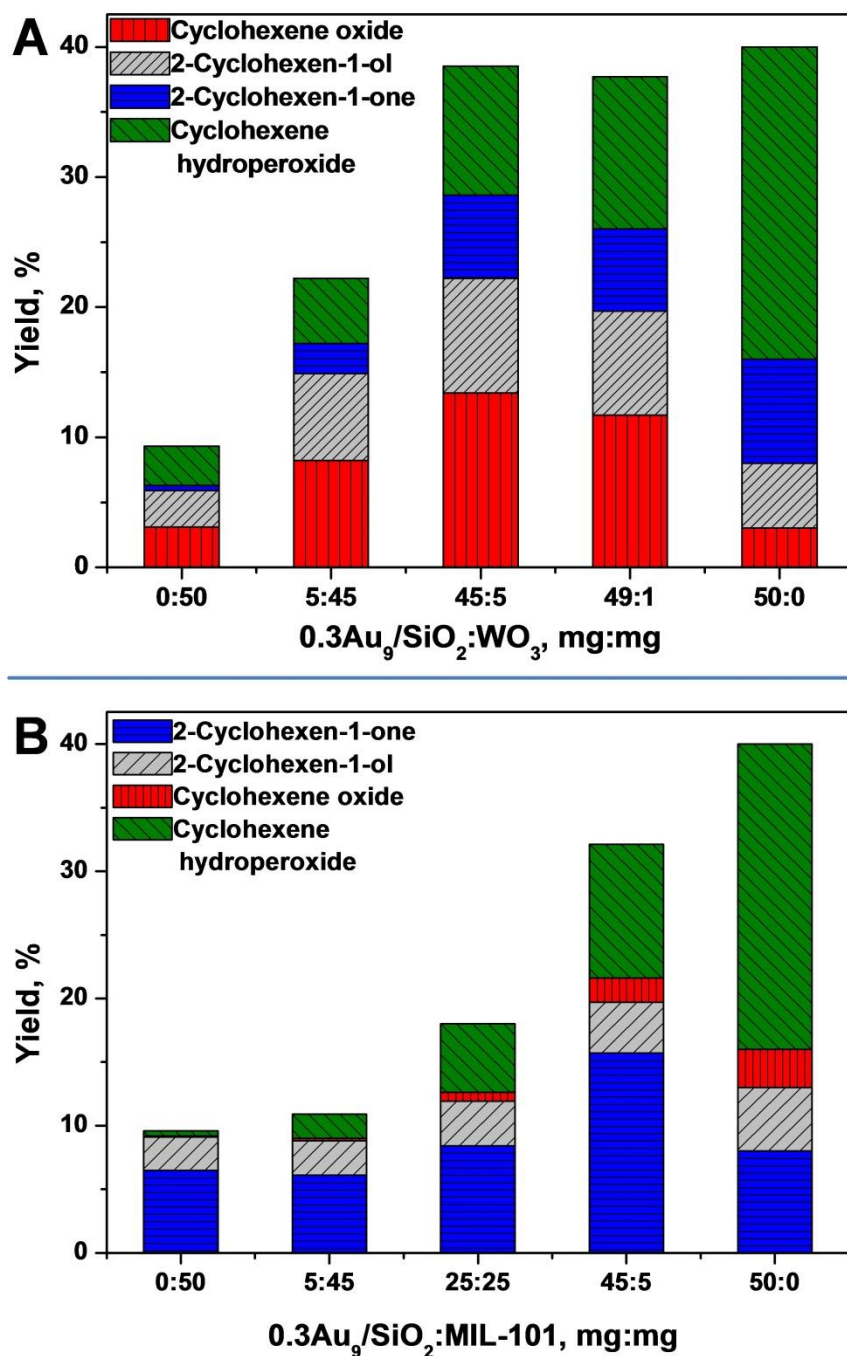 A
Cyclohexene oxide
2-Cyclohexen-1-ol
2-Cyclohexen-1-one
Cyclohexene
hydroperoxide
40
30
20
10
0
Yield, %
0:50 5:45 45:5 49:1 50:0
0.3Au₉/SiO₂:WO₃, mg:mg
B
2-Cyclohexen-1-one
2-Cyclohexen-1-ol
Cyclohexene oxide
Cyclohexene
hydroperoxide
40
30
20
10
0
Yield, %
0:50 5:45 25:25 45:5 50:0
0.3Au₉/SiO₂:MIL-101, mg:mg